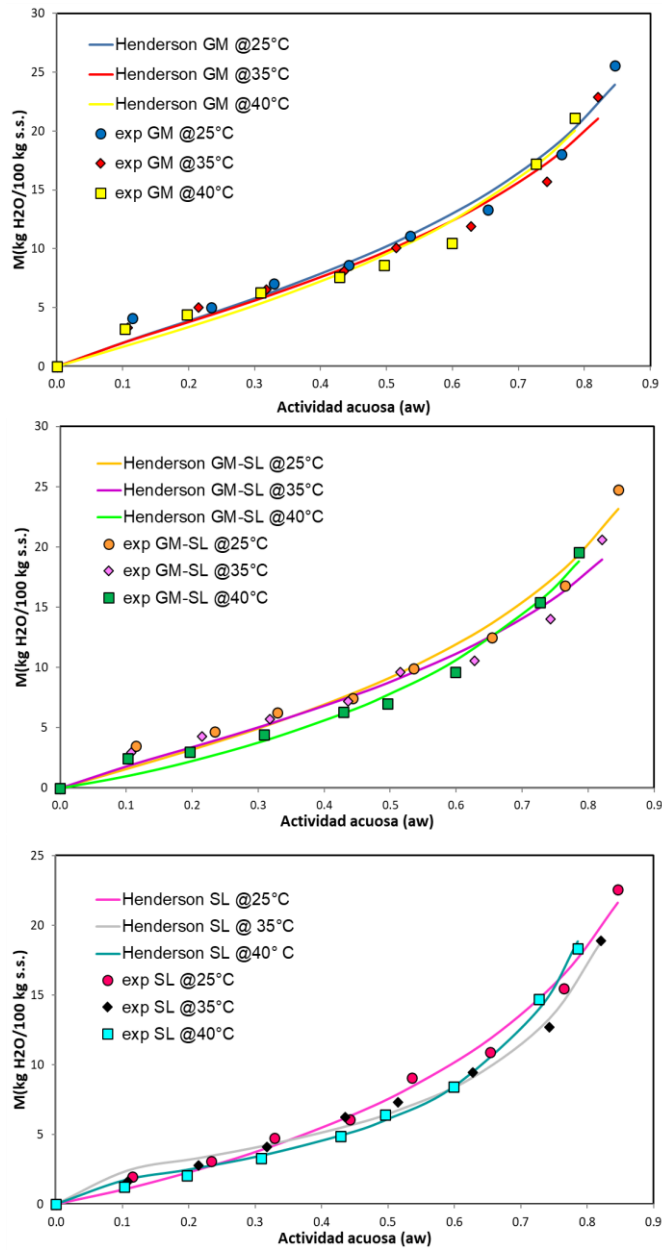 30
Henderson GM @25°C
25
Henderson GM @35°C
Henderson GM @40°C
20
exp GM @25°C
exp GM @35°C
15
exp GM @40°C
10
5
0
M(kg H2O/100 kg s.s.)
0.0 0.1 0.2 0.3 0.4 0.5 0.6 0.7 0.8 0.9
Actividad acuosa (aw)
30
Henderson GM-SL @25°C
25
Henderson GM-SL @35°C
Henderson GM-SL @40°C
20
exp GM-SL @25°C
exp GM-SL @35°C
15
exp GM-SL @40°C
10
5
0
M(kg H2O/100 kg s.s.)
0.0 0.1 0.2 0.3 0.4 0.5 0.6 0.7 0.8 0.9
Actividad acuosa (aw)
25
Henderson SL @25°C
Henderson SL @ 35°C
20
Henderson SL @40° C
exp SL @25°C
15
exp SL @35°C
exp SL @40°C
10
5
0
M(kg H2O/100 kg s.s.)
0.0 0.1 0.2 0.3 0.4 0.5 0.6 0.7 0.8 0.9
Actividad acuosa (aw)